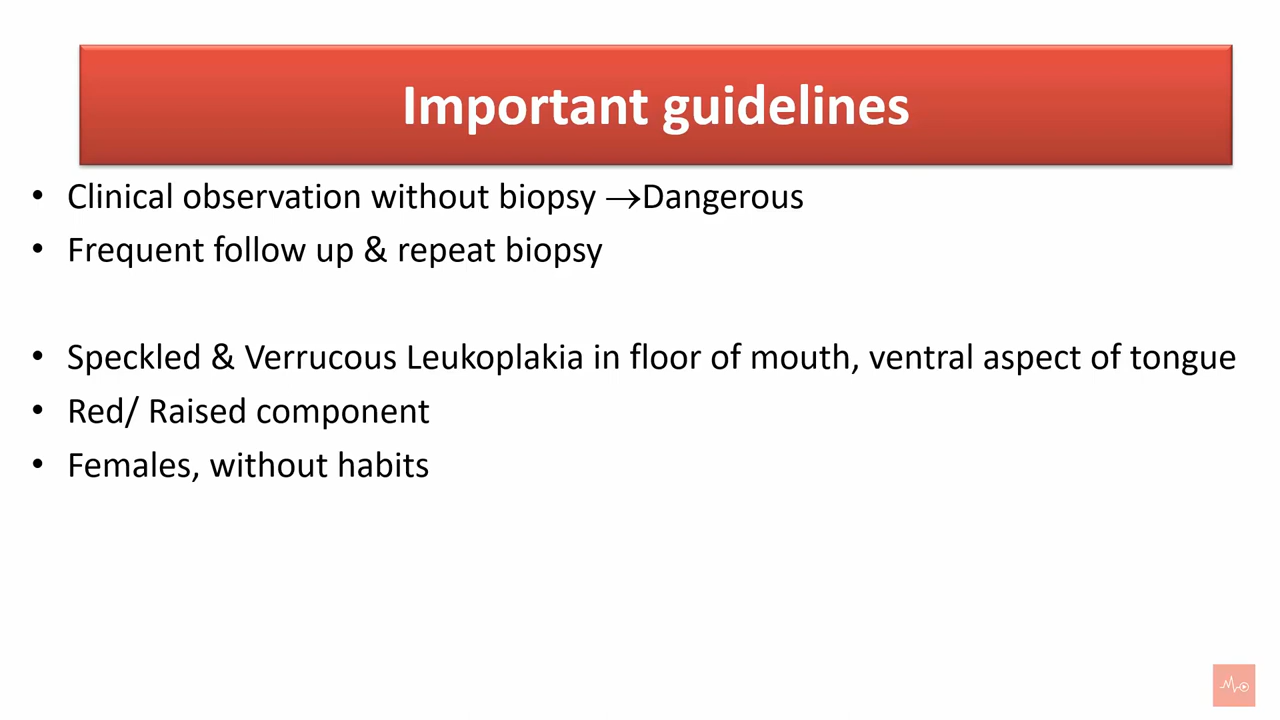 Important guidelines
• Clinical observation without biopsy →Dangerous
• Frequent follow up & repeat biopsy
• Speckled & Verrucous Leukoplakia in floor of mouth, ventral aspect of tongue
• Red/ Raised component
• Females, without habits